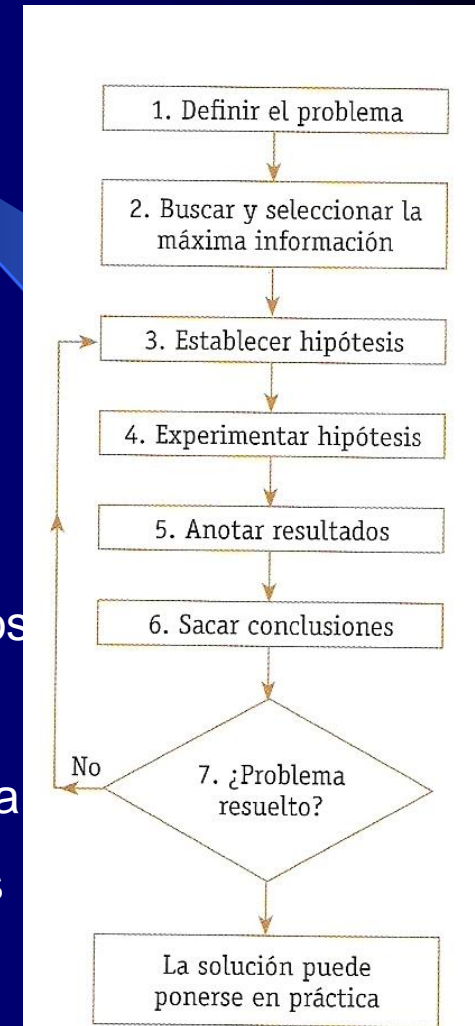 1. Definir el problema
2. Buscar y seleccionar la
máxima información
3. Establecer hipótesis
4. Experimentar hipótesis
5. Anotar resultados
6. Sacar conclusiones
os
No
7. ¿Problema
resuelto?
a
s
La solución puede
ponerse en práctica